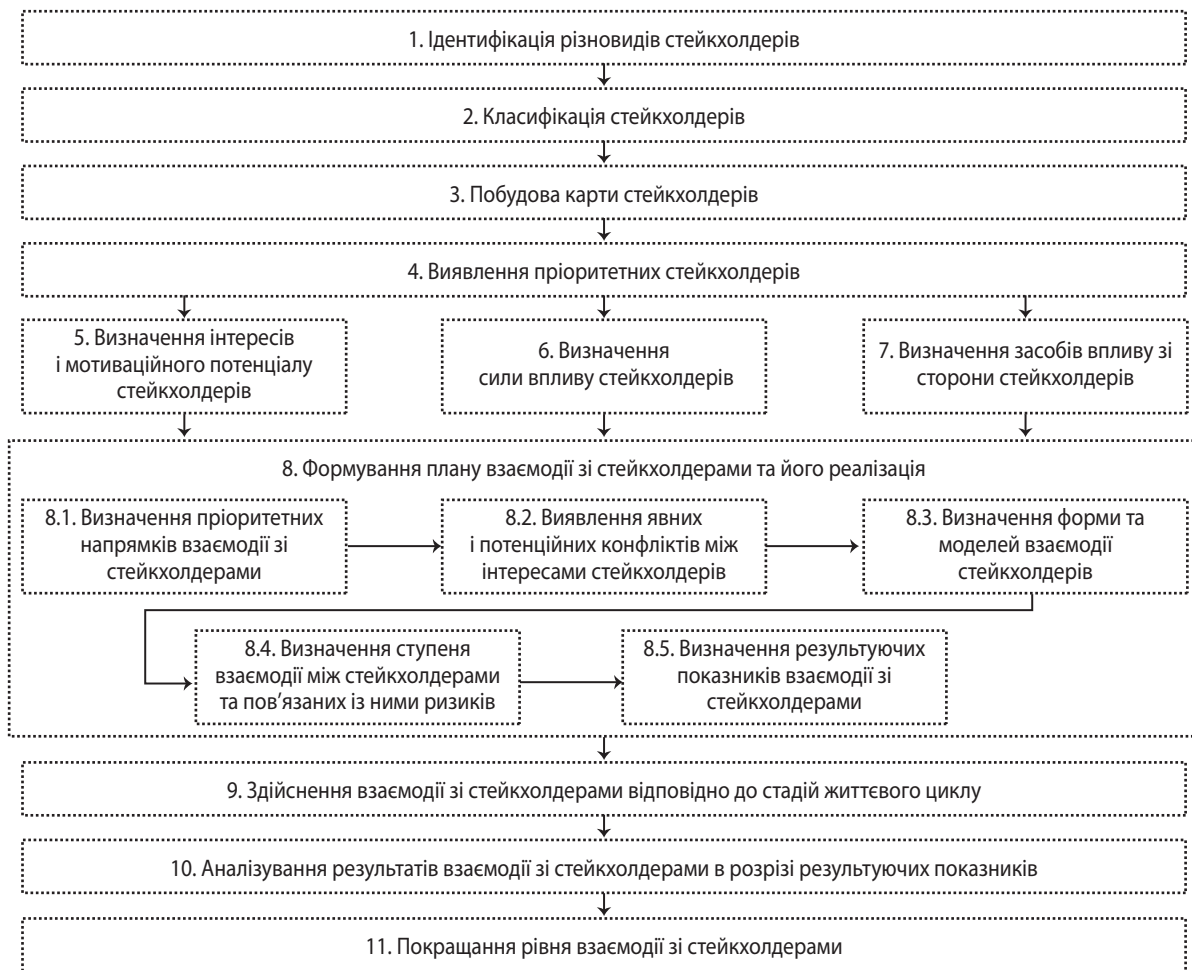 1. Ідентифікація різновидів стейкхолдерів
2. Класифікація стейкхолдерів
3. Побудова карти стейкхолдерів
4. Виявлення пріоритетних стейкхолдерів
5. Визначення інтересів
і мотиваційного потенціалу
стейкхолдерів
6. Визначення
сили впливу стейкхолдерів
7. Визначення засобів впливу зі
сторони стейкхолдерів
8. Формування плану взаємодії зі стейкхолдерами та його реалізація
8.1. Визначення пріоритетних
напрямків взаємодії зі
стейкхолдерами
8.2. Виявлення явних
і потенційних конфліктів між
інтересами стейкхолдерів
8.3. Визначення форми та
моделей взаємодії
стейкхолдерів
8.4. Визначення ступеня
взаємодії між стейкхолдерами
та пов’язаних із ними ризиків
8.5. Визначення результуючих
показників взаємодії зі
стейкхолдерами
9. Здійснення взаємодії зі стейкхолдерами відповідно до стадій життєвого циклу
10. Аналізування результатів взаємодії зі стейкхолдерами в розрізі результуючих показників
11. Покращання рівня взаємодії зі стейкхолдерами